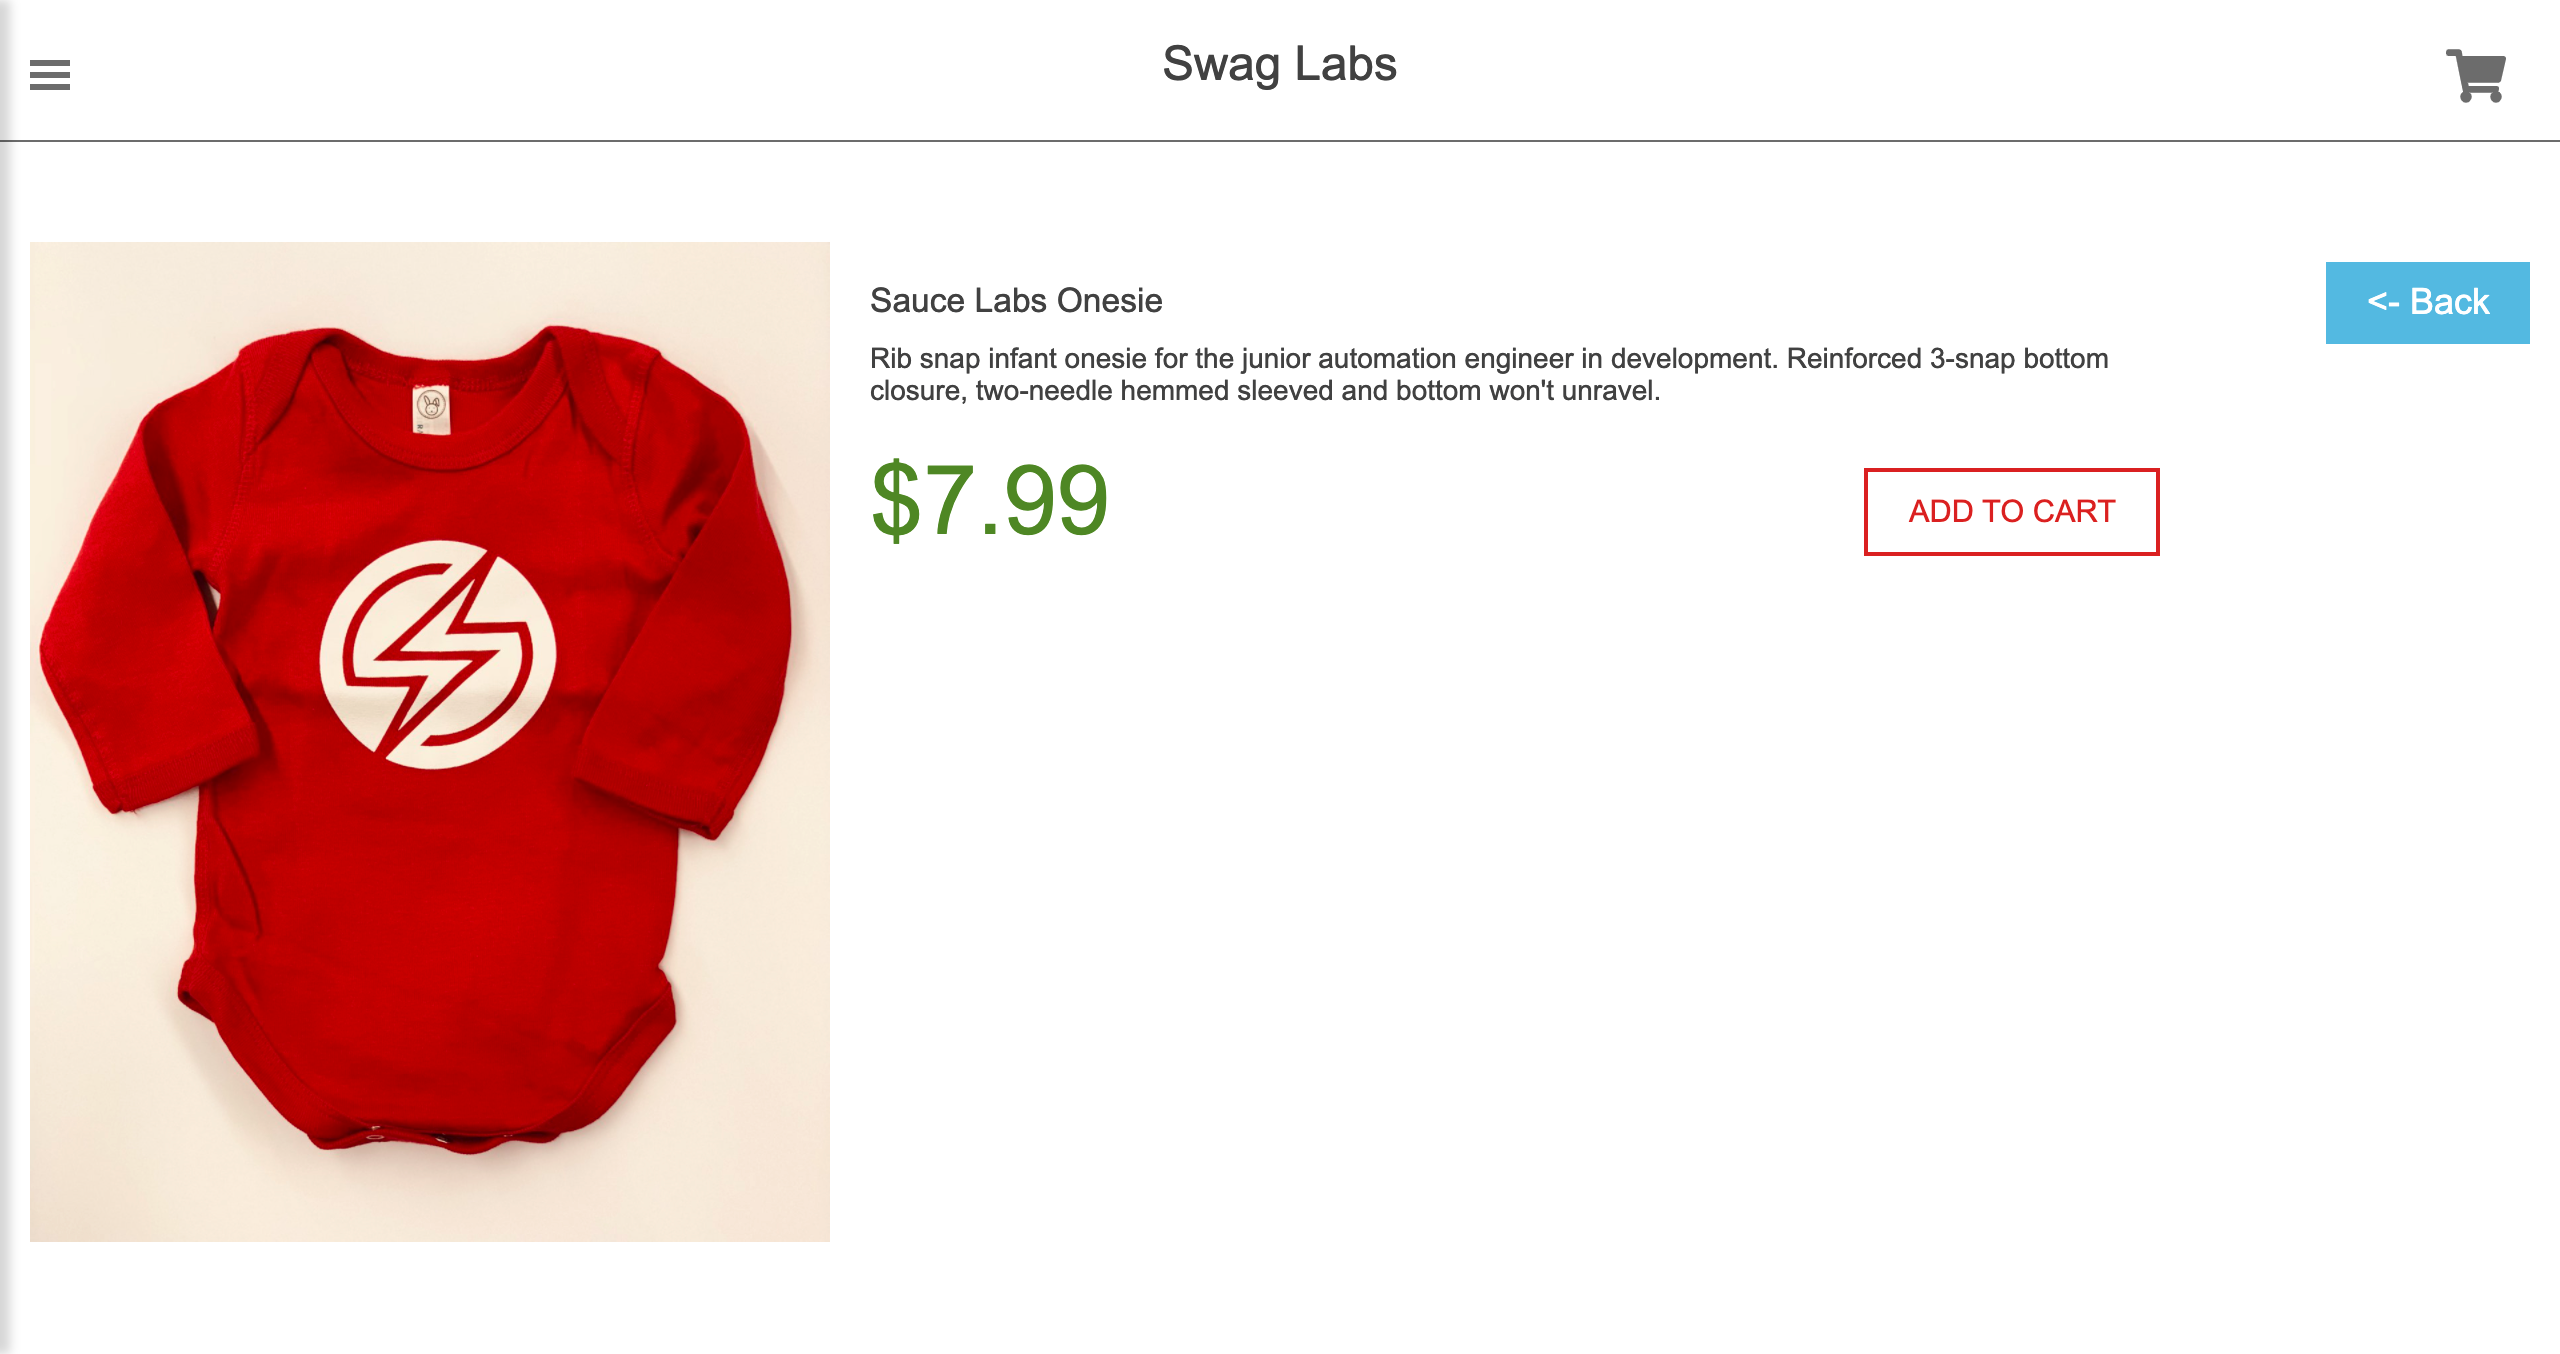 Swag Labs
Sauce Labs Onesie
<- Back
Rib snap infant onesie for the junior automation engineer in development. Reinforced 3-snap bottom
closure, two-needle hemmed sleeved and bottom won't unravel.
$7.99
ADD TO CART